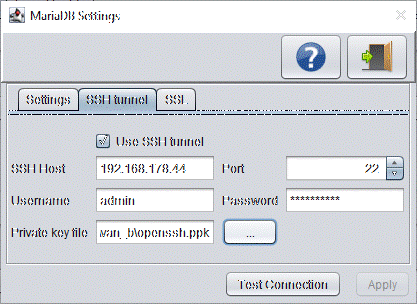 MariaDB Settings
Settings SSH tunnel SSL
Use SSH tunnel
SSH Host 192.168.178.44 Port 22
Username admin Password **********
Private key file van_b\openssh.ppk ...
Test Connection Apply